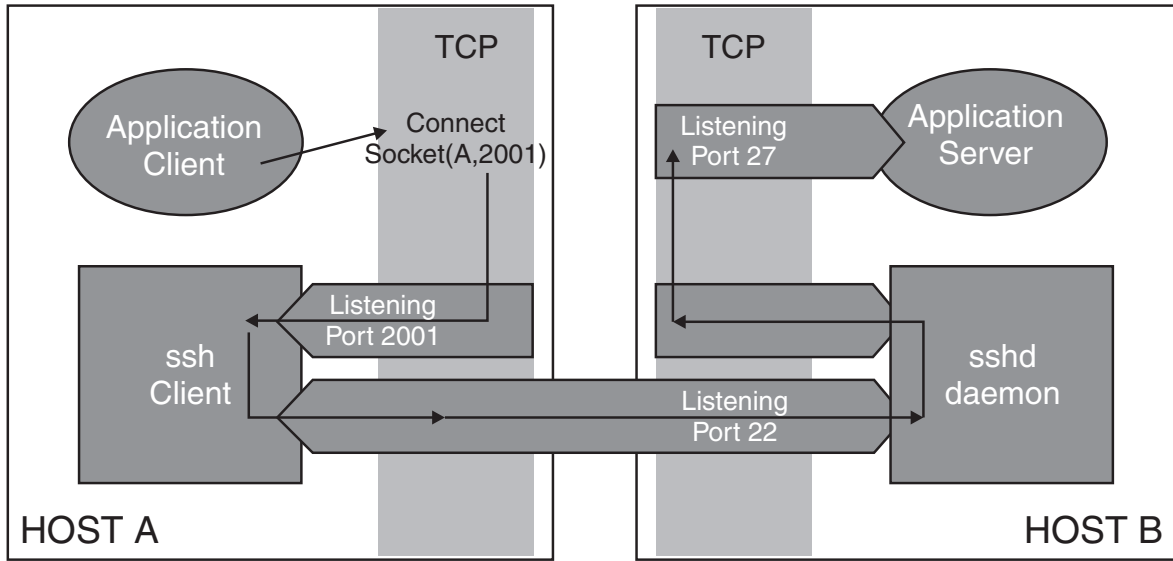 TCP
Application
Client
Connect
Socket(A,2001)
Listening
Port 2001
ssh
Client
HOST A
TCP
Listening
Port 27
Application
Server
Listening
Port 22
sshd
daemon
HOST B